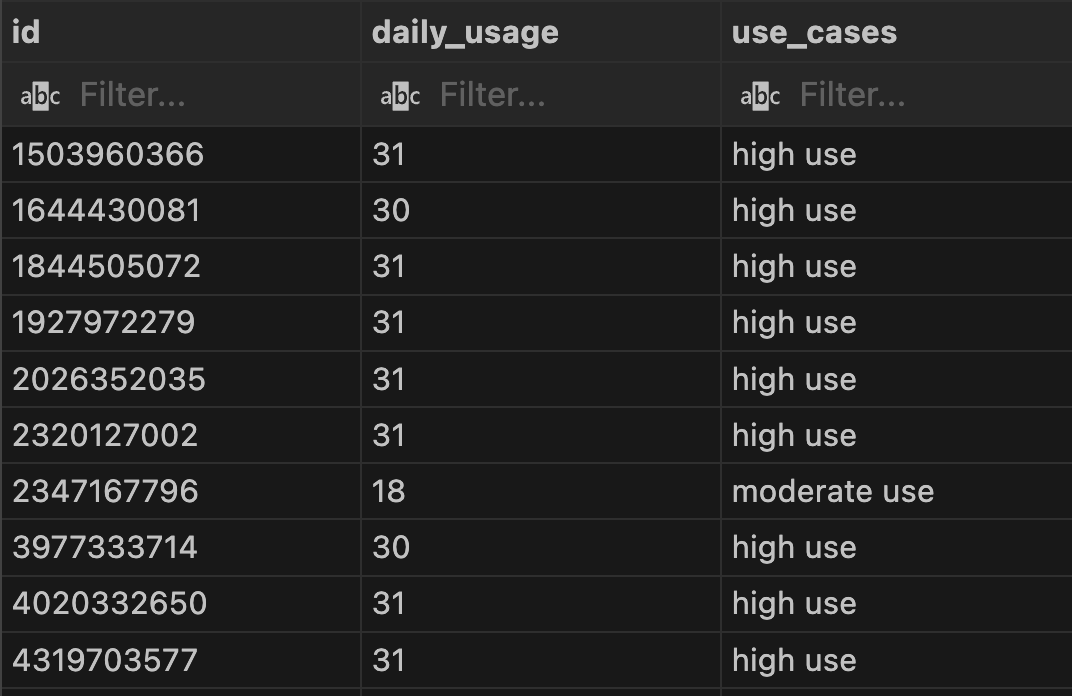 id daily_usage use_cases
abc Filter... abc Filter... abc Filter...
1503960366 31 high use
1644430081 30 high use
1844505072 31 high use
1927972279 31 high use
2026352035 31 high use
2320127002 31 high use
2347167796 18 moderate use
3977333714 30 high use
4020332650 31 high use
4319703577 31 high use